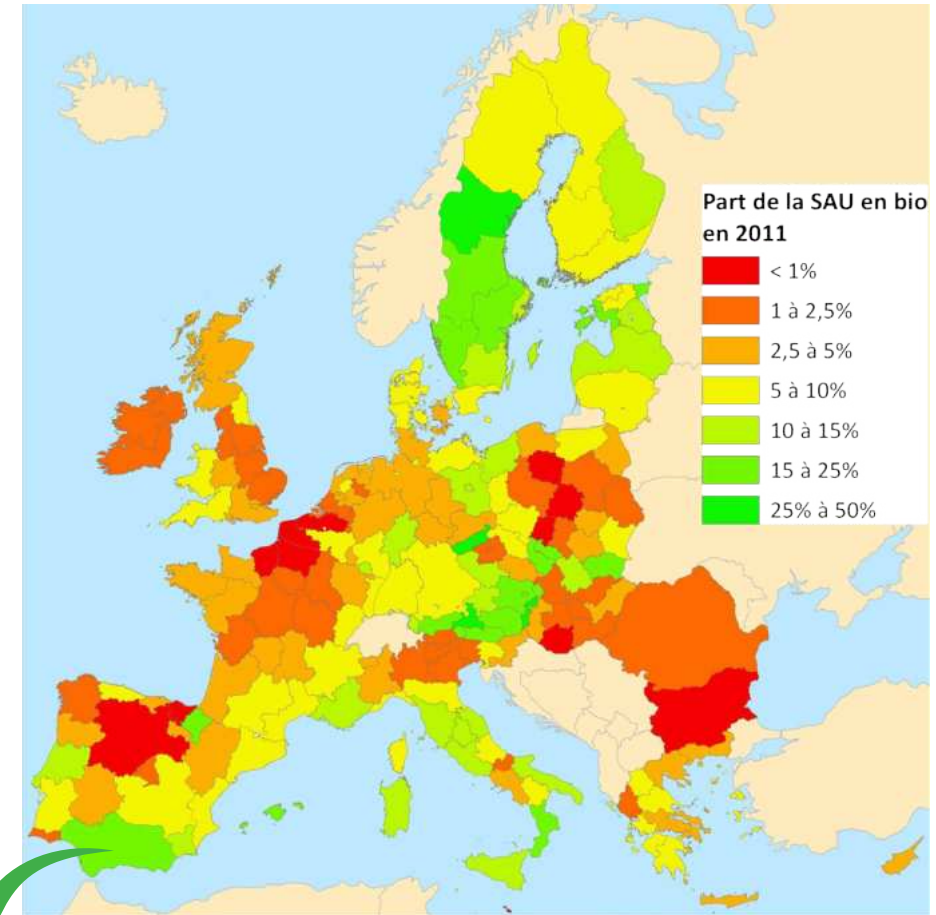 Part de la SAU en bio
en 2011
< 1%
1 à 2,5%
2,5 à 5%
5 à 10%
10 à 15%
15 à 25%
25% à 50%